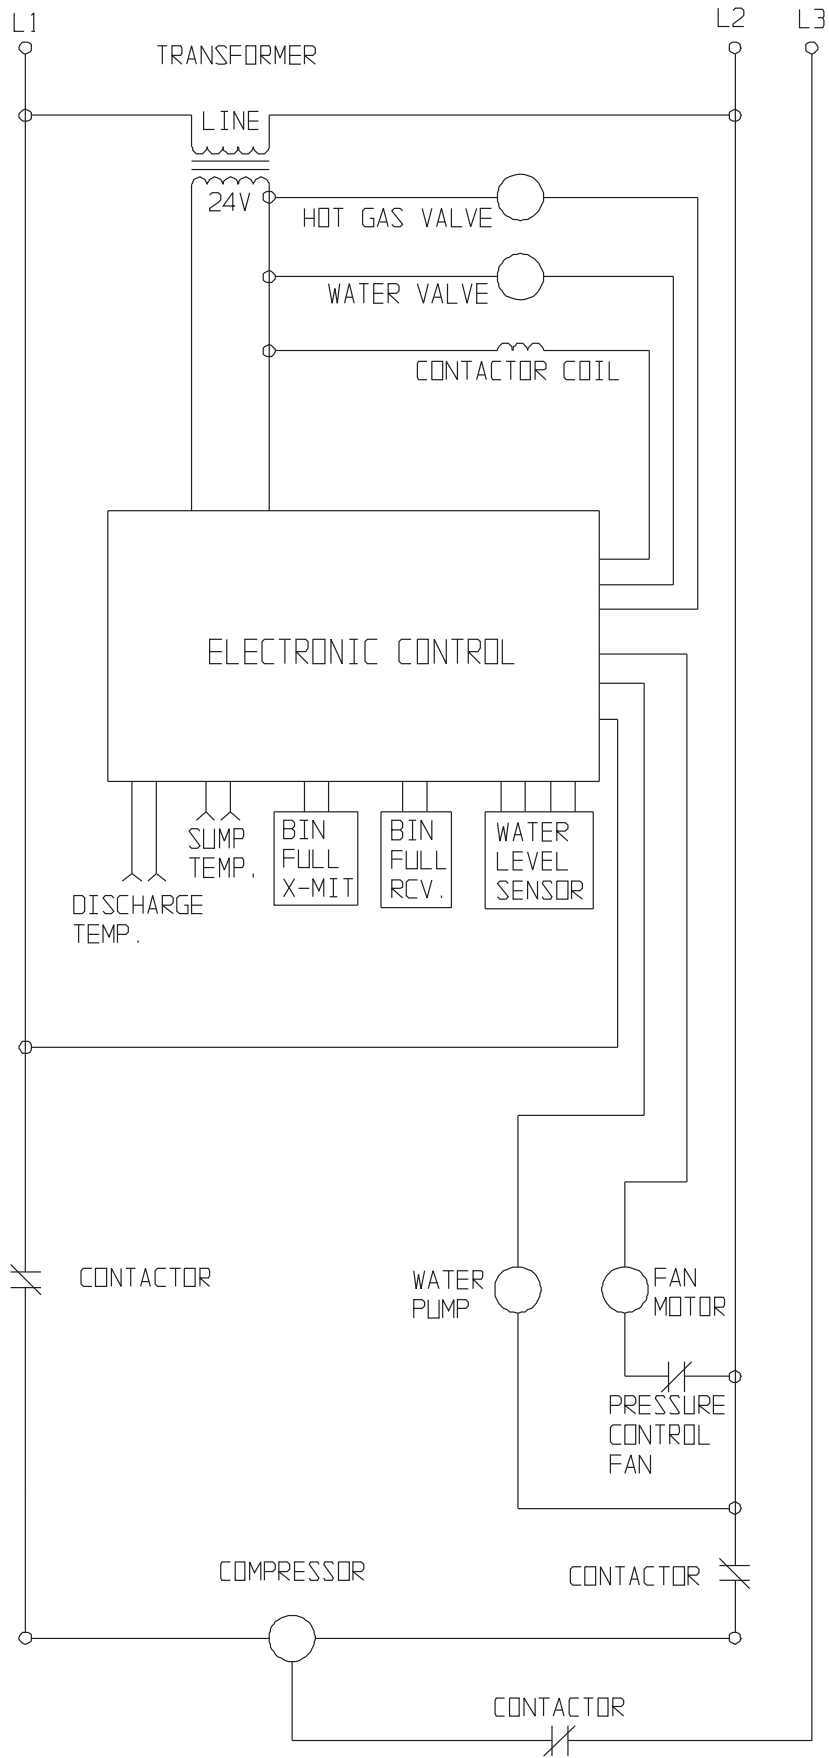 L1
L2
L3
TRANSFORMER
LINE
24V
HOT GAS VALVE
WATER VALVE
CONTACTOR COIL
ELECTRONIC CONTROL
DISCHARGE
TEMP.
SUMP
TEMP.
BIN
FULL
X-MIT
BIN
FULL
RCV.
WATER
LEVEL
SENSOR
CONTACTOR
WATER
PUMP
FAN
MOTOR
PRESSURE
CONTROL
FAN
COMPRESSOR
CONTACTOR
CONTACTOR